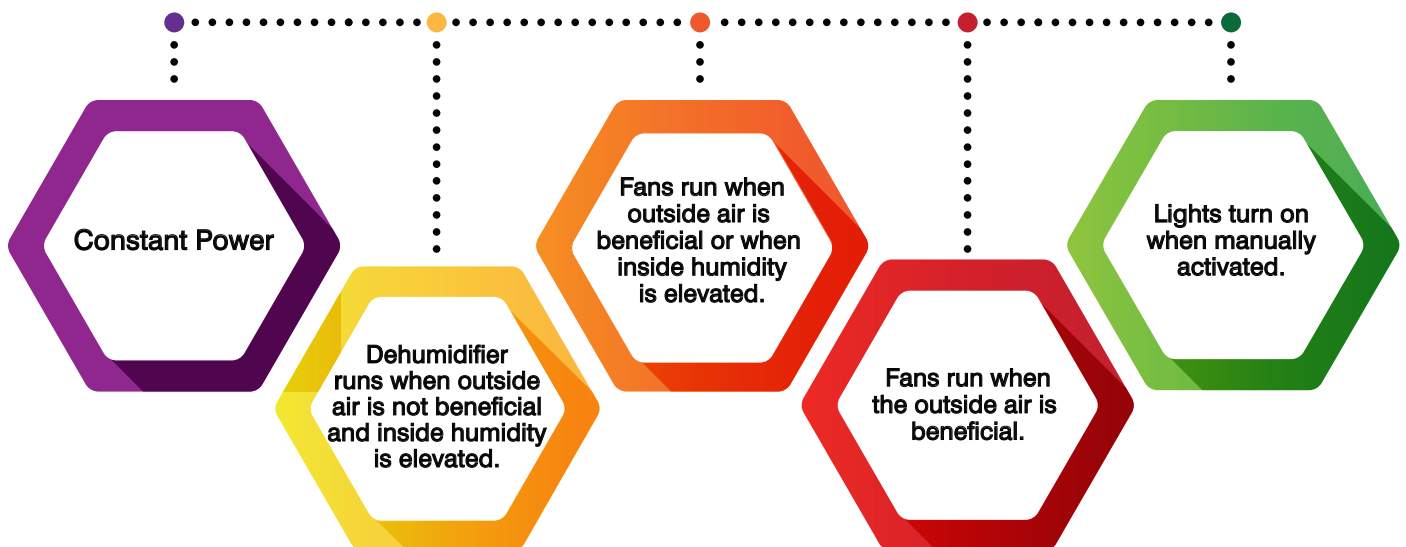 Constant Power
Dehumidifier
runs when outside
air is not beneficial
and inside humidity
is elevated.
Fans run when
outside air is
beneficial or when
inside humidity
is elevated.
Fans run when
the outside air is
beneficial.
Lights turn on
when manually
activated.